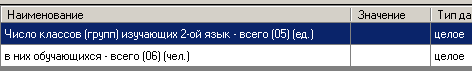 Наименование Значение Тип да
Число классов (групп) изучающих 2-ой язык - всего (05) (ед.) целое
в них обучающихся - всего (06) (чел.) целое